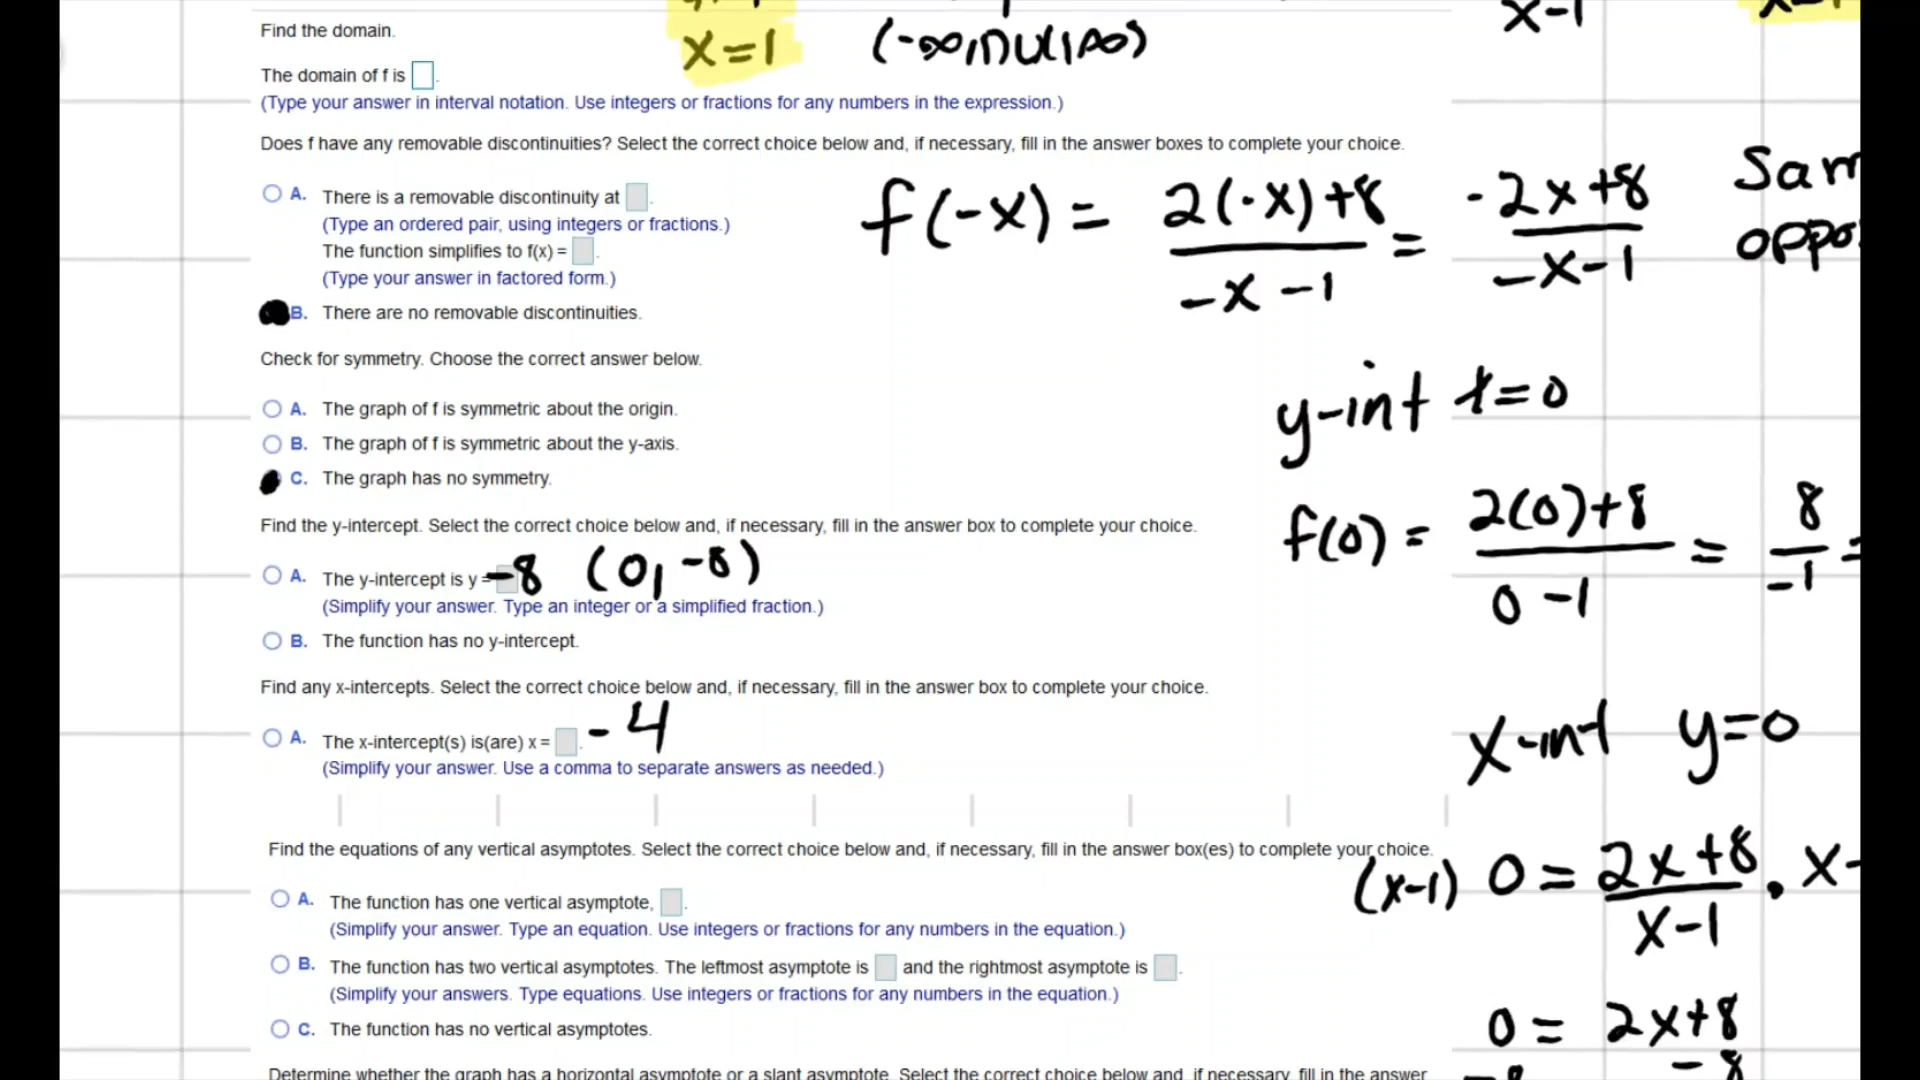 x=1 (-∞,1)∪(1,∞)
x-1
Find the domain.
The domain of f is
(Type your answer in interval notation. Use integers or fractions for any numbers in the expression.)
Does f have any removable discontinuities? Select the correct choice below and, if necessary, fill in the answer boxes to complete your choice.
A. There is a removable discontinuity at .
(Type an ordered pair, using integers or fractions.)
The function simplifies to f(x) = .
(Type your answer in factored form.)
B. There are no removable discontinuities.
f(-x) = 2(-x)+8 / -x-1 = -2x+8 / -x-1
Check for symmetry. Choose the correct answer below.
A. The graph of f is symmetric about the origin.
B. The graph of f is symmetric about the y-axis.
C. The graph has no symmetry.
y-int x=0
f(0) = 2(0)+8 / 0-1 = 8 / -1 =
Find the y-intercept. Select the correct choice below and, if necessary, fill in the answer box to complete your choice.
A. The y-intercept is y = -8 (0, -8)
(Simplify your answer. Type an integer or a simplified fraction.)
B. The function has no y-intercept.
Find any x-intercepts. Select the correct choice below and, if necessary, fill in the answer box to complete your choice.
A. The x-intercept(s) is(are) x = . -4
(Simplify your answer. Use a comma to separate answers as needed.)
x-int y=0
(x-1) 0 = 2x+8 / x-1 · x-
0 = 2x+8
-8 -8
Find the equations of any vertical asymptotes. Select the correct choice below and, if necessary, fill in the answer box(es) to complete your choice.
A. The function has one vertical asymptote, .
(Simplify your answer. Type an equation. Use integers or fractions for any numbers in the equation.)
B. The function has two vertical asymptotes. The leftmost asymptote is and the rightmost asymptote is .
(Simplify your answers. Type equations. Use integers or fractions for any numbers in the equation.)
C. The function has no vertical asymptotes.
Determine whether the graph has a horizontal asymptote or a slant asymptote. Select the correct choice below and, if necessary, fill in the answer